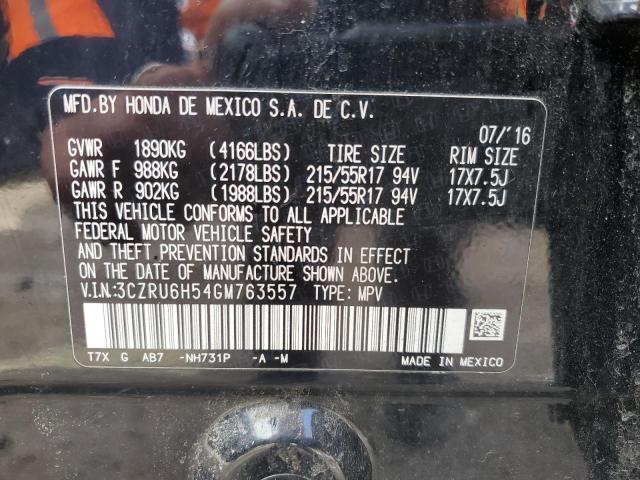 MFD.BY HONDA DE MEXICO S.A. DE C.V.
07/'16
GVWR 1890KG (4166LBS) TIRE SIZE RIM SIZE
GAWR F 988KG (2178LBS) 215/55R17 94V 17X7.5J
GAWR R 902KG (1988LBS) 215/55R17 94V 17X7.5J
THIS VEHICLE CONFORMS TO ALL APPLICABLE
FEDERAL MOTOR VEHICLE SAFETY
AND THEFT PREVENTION STANDARDS IN EFFECT
ON THE DATE OF MANUFACTURE SHOWN ABOVE.
V.I.N.:3CZRU6H54GM763557 TYPE: MPV
T7X G AB7 -NH731P -A -M MADE IN MEXICO